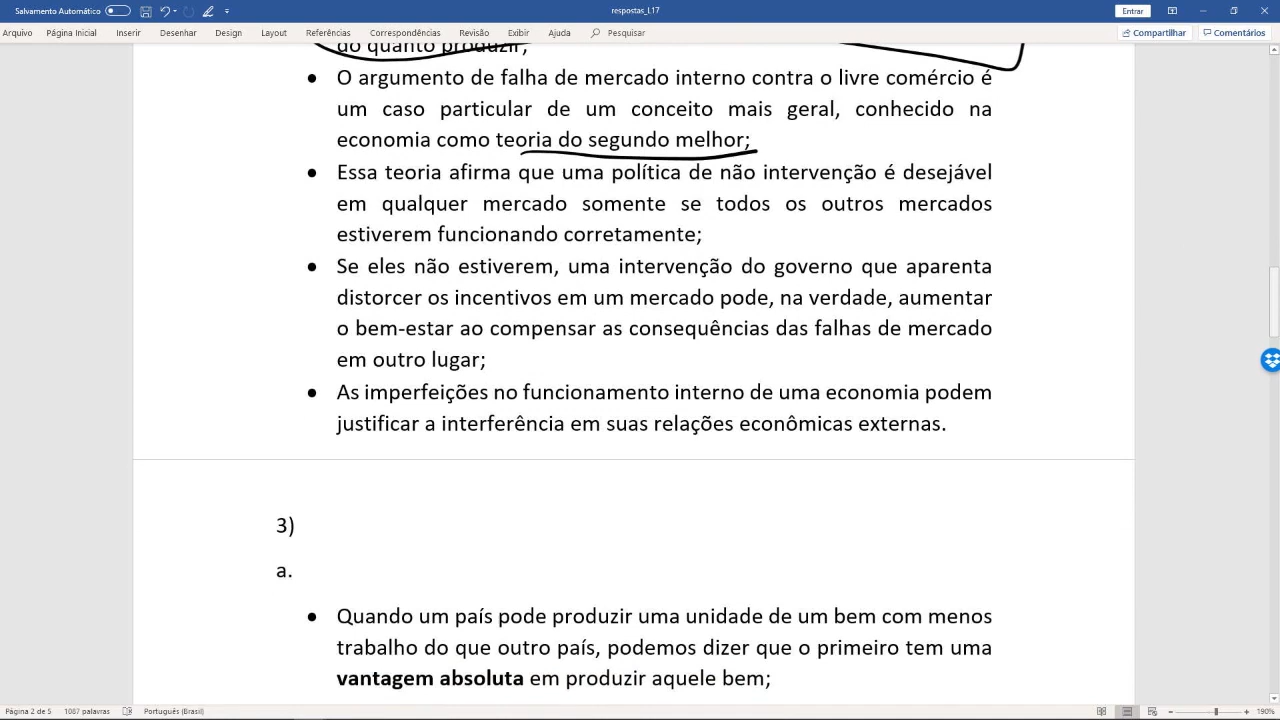 Salvamento Automático
respostas_L17
Entrar
Arquivo Página Inicial Inserir Desenhar Design Layout Referências Correspondências Revisão Exibir Ajuda Pesquisar Compartilhar Comentários
do quanto produzir;
• O argumento de falha de mercado interno contra o livre comércio é
um caso particular de um conceito mais geral, conhecido na
economia como teoria do segundo melhor;
• Essa teoria afirma que uma política de não intervenção é desejável
em qualquer mercado somente se todos os outros mercados
estiverem funcionando corretamente;
• Se eles não estiverem, uma intervenção do governo que aparenta
distorcer os incentivos em um mercado pode, na verdade, aumentar
o bem-estar ao compensar as consequências das falhas de mercado
em outro lugar;
• As imperfeições no funcionamento interno de uma economia podem
justificar a interferência em suas relações econômicas externas.
3)
a.
• Quando um país pode produzir uma unidade de um bem com menos
trabalho do que outro país, podemos dizer que o primeiro tem uma
vantagem absoluta em produzir aquele bem;
Página 2 de 5 1087 palavras Português (Brasil) 190%